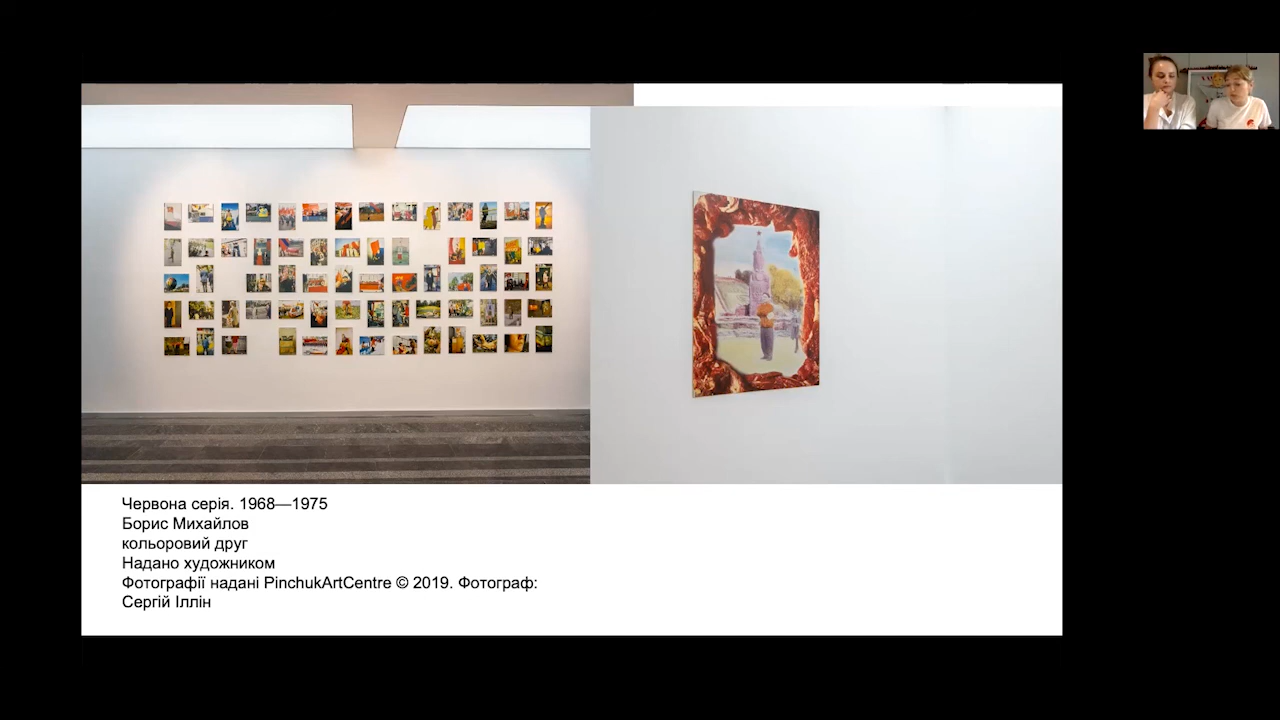 Червона серія. 1968—1975
Борис Михайлов
кольоровий друг
Надано художником
Фотографії надані PinchukArtCentre © 2019. Фотограф:
Сергій Іллін